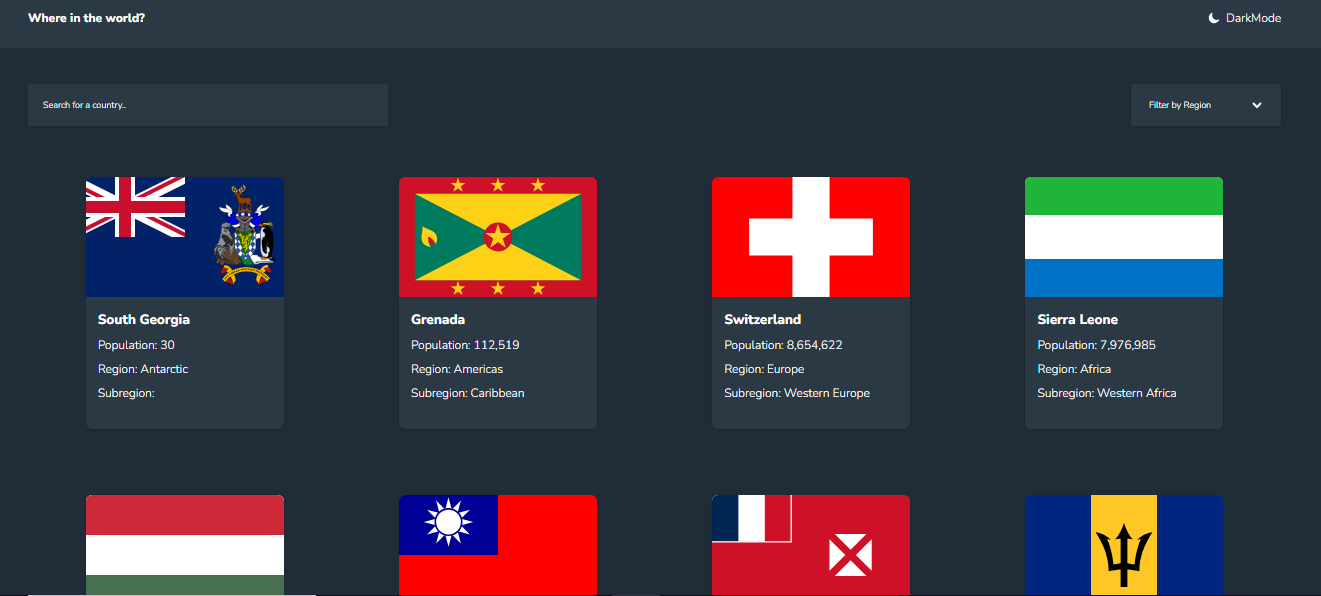 Where in the world?
DarkMode
Search for a country..
Filter by Region
South Georgia
Population: 30
Region: Antarctic
Subregion:
Grenada
Population: 112,519
Region: Americas
Subregion: Caribbean
Switzerland
Population: 8,654,622
Region: Europe
Subregion: Western Europe
Sierra Leone
Population: 7,976,985
Region: Africa
Subregion: Western Africa